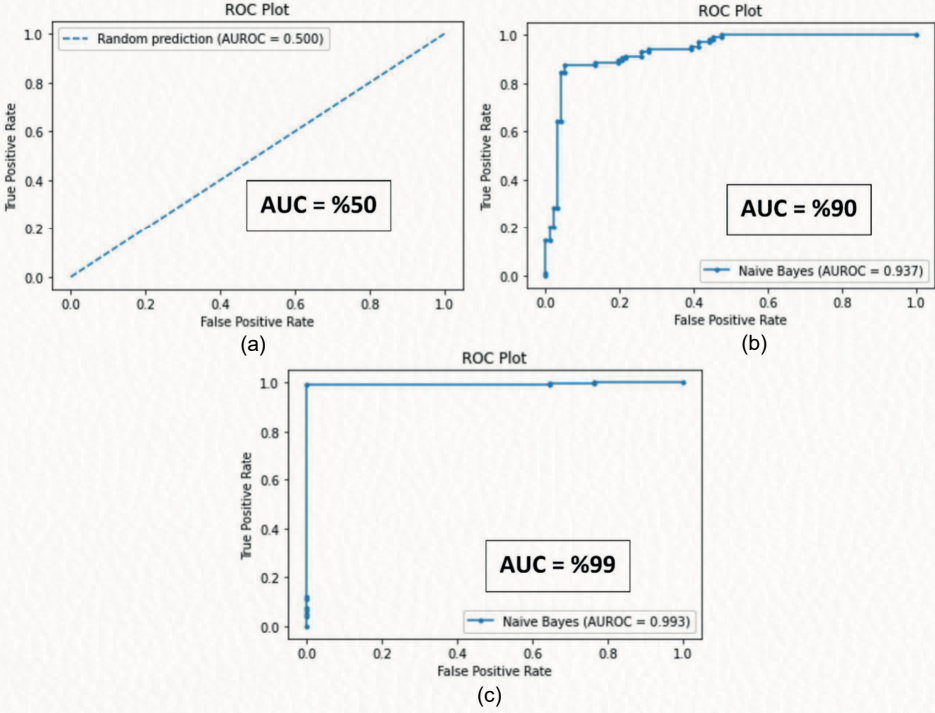 ROC Plot
Random prediction (AUROC = 0.500)
True Positive Rate
1.0
0.8
0.6
0.4
0.2
0.0
AUC = %50
0.0 0.2 0.4 0.6 0.8 1.0
False Positive Rate
(a)
ROC Plot
True Positive Rate
1.0
0.8
0.6
0.4
0.2
0.0
AUC = %90
Naive Bayes (AUROC = 0.937)
0.0 0.2 0.4 0.6 0.8 1.0
False Positive Rate
(b)
ROC Plot
True Positive Rate
1.0
0.8
0.6
0.4
0.2
0.0
AUC = %99
Naive Bayes (AUROC = 0.993)
0.0 0.2 0.4 0.6 0.8 1.0
False Positive Rate
(c)